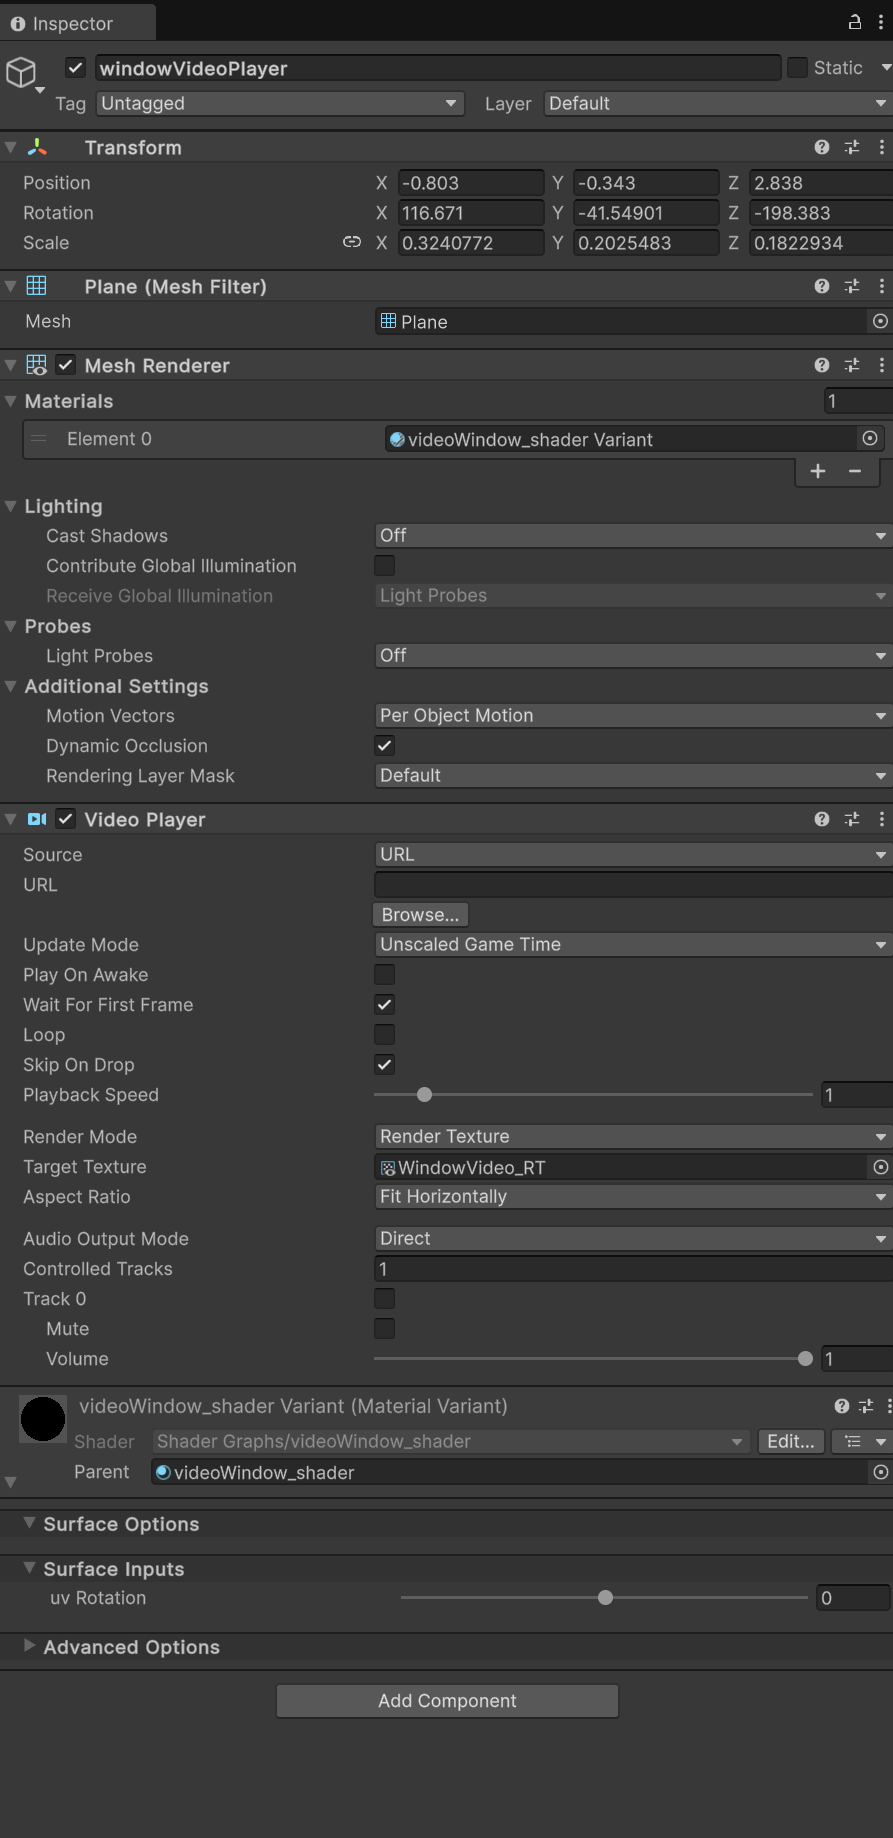 Inspector
windowVideoPlayer Static
Tag Untagged Layer Default
Transform
Position X -0.803 Y -0.343 Z 2.838
Rotation X 116.671 Y -41.54901 Z -198.383
Scale X 0.3240772 Y 0.2025483 Z 0.1822934
Plane (Mesh Filter)
Mesh Plane
Mesh Renderer
Materials 1
Element 0 videoWindow_shader Variant
Lighting
Cast Shadows Off
Contribute Global Illumination
Receive Global Illumination Light Probes
Probes
Light Probes Off
Additional Settings
Motion Vectors Per Object Motion
Dynamic Occlusion
Rendering Layer Mask Default
Video Player
Source URL
URL
Browse...
Update Mode Unscaled Game Time
Play On Awake
Wait For First Frame
Loop
Skip On Drop
Playback Speed 1
Render Mode Render Texture
Target Texture WindowVideo_RT
Aspect Ratio Fit Horizontally
Audio Output Mode Direct
Controlled Tracks 1
Track 0
Mute
Volume 1
videoWindow_shader Variant (Material Variant)
Shader Shader Graphs/videoWindow_shader Edit...
Parent videoWindow_shader
Surface Options
Surface Inputs
uv Rotation 0
Advanced Options
Add Component